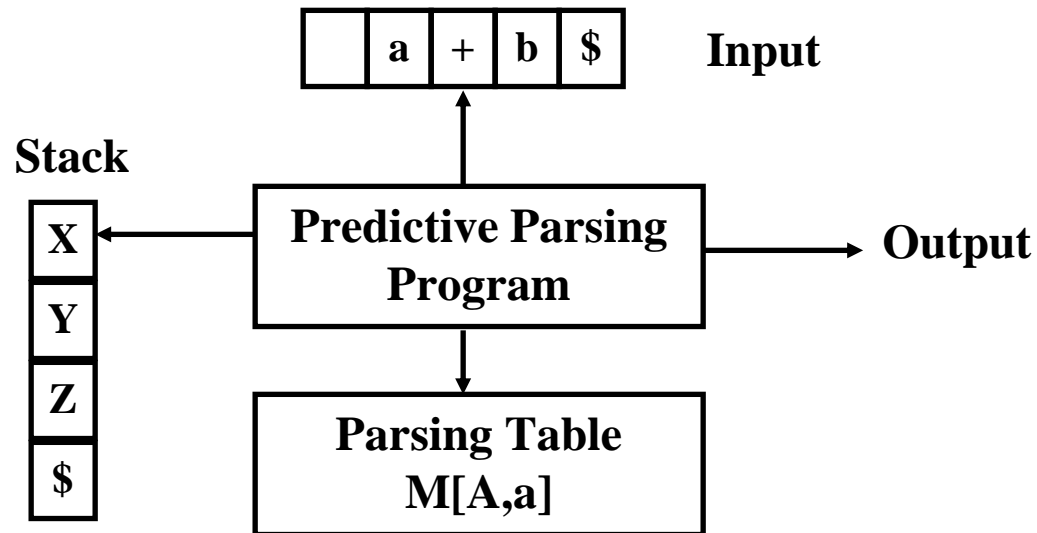 a + b $ Input
Stack
X
Predictive Parsing
Program
Output
Y
Z
$
Parsing Table
M[A,a]